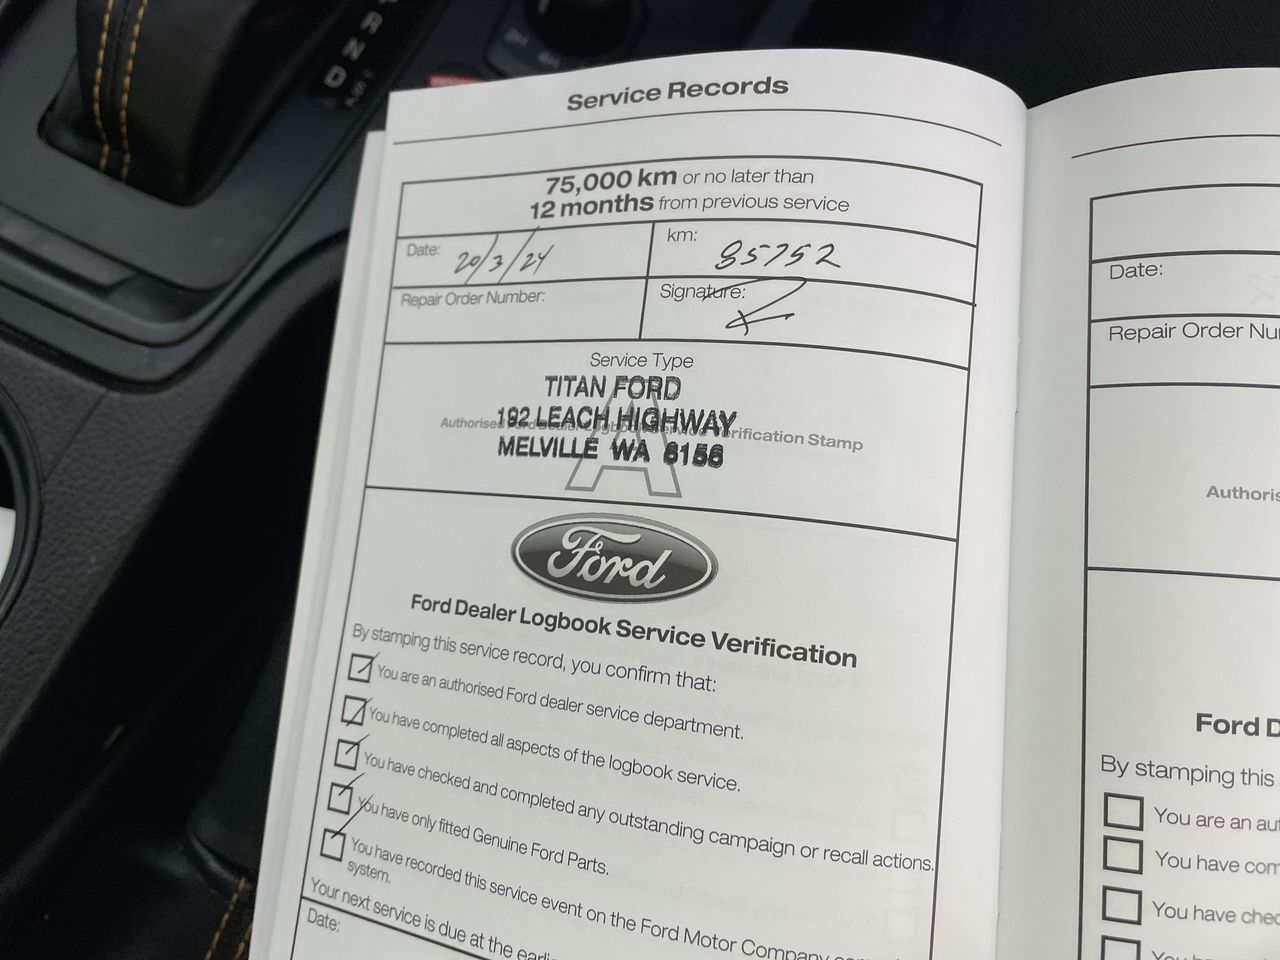 R
N
D
Service Records
75,000 km or no later than
12 months from previous service
Date: 20/3/24
km: 85752
Repair Order Number:
Signature:
Service Type
A
TITAN FORD
192 LEACH HIGHWAY
Authorised Ford Dealer Logbook Service Verification Stamp
MELVILLE WA 6156
Ford
Ford Dealer Logbook Service Verification
By stamping this service record, you confirm that:
You are an authorised Ford dealer service department.
You have completed all aspects of the logbook service.
You have checked and completed any outstanding campaign or recall actions.
You have only fitted Genuine Ford Parts.
You have recorded this service event on the Ford Motor Company
system.
Your next service is due at the
Date:
Date:
Repair Order Nu
Authoris
Ford D
By stamping this
You are an aut
You have com
You have chec